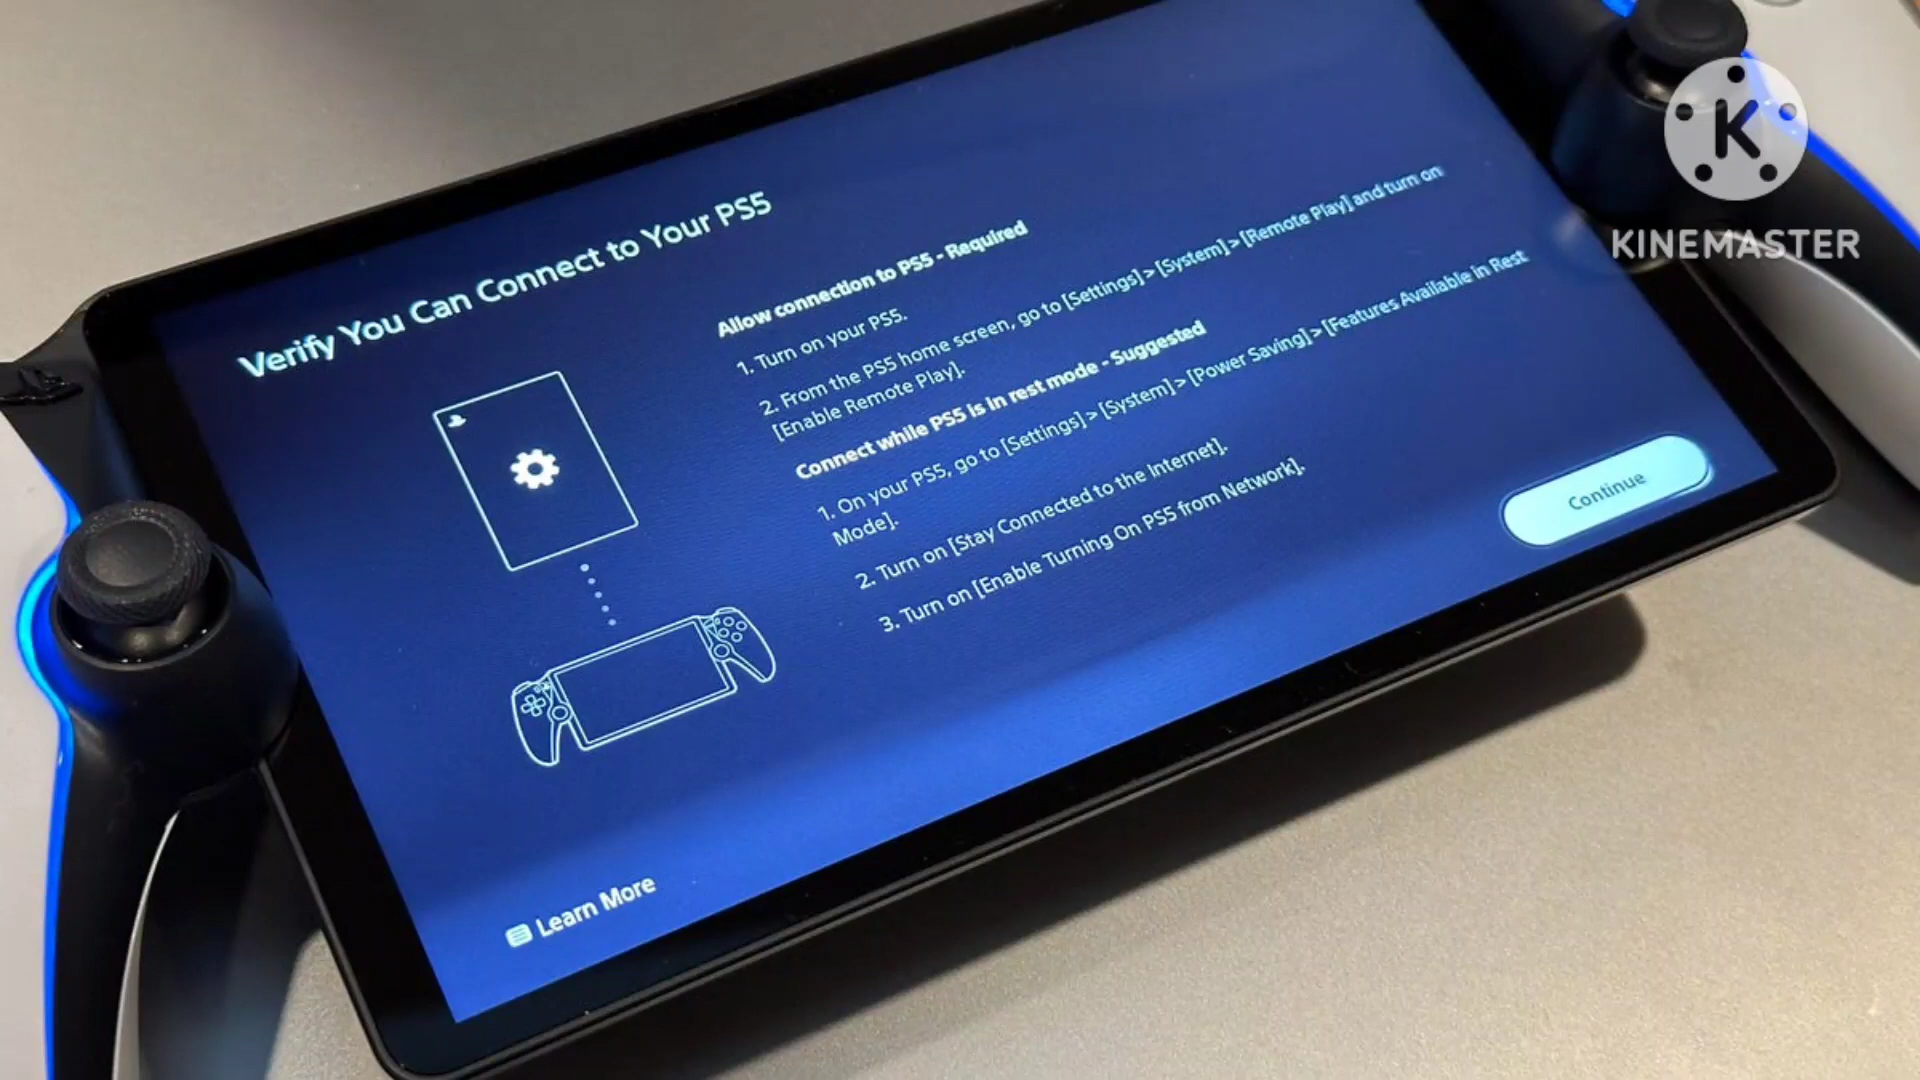 Verify You Can Connect to Your PS5
Allow connection to PS5 - Required
1. Turn on your PS5.
2. From the PS5 home screen, go to [Settings] > [System] > [Remote Play] and turn on
[Enable Remote Play].
Connect while PS5 is in rest mode - Suggested
1. On your PS5, go to [Settings] > [System] > [Power Saving] > [Features Available in Rest
Mode].
2. Turn on [Stay Connected to the Internet].
3. Turn on [Enable Turning On PS5 from Network].
Continue
Learn More
K
KINEMASTER